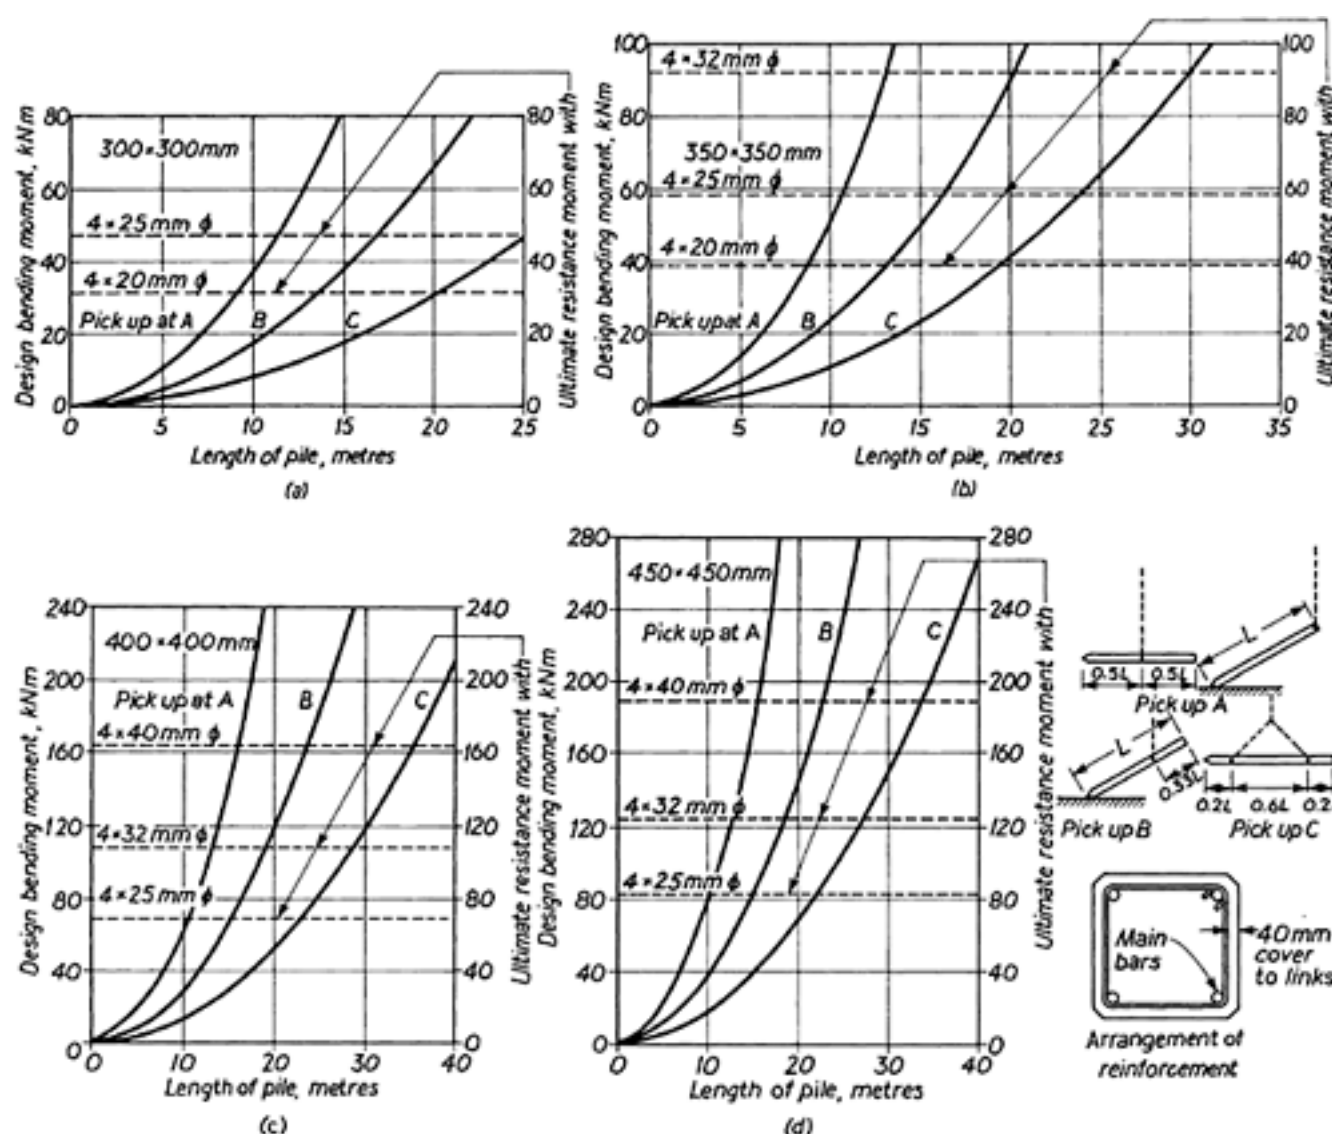 Design bending moment, kNm
80
60
40
20
0
300×300mm
4×25mm ϕ
4×20mm ϕ
Pick up at A
B
C
80
60
40
20
0
Ultimate resistance moment with
0
5
10
15
20
25
Length of pile, metres
(a)
Design bending moment, kNm
100
80
60
40
20
0
4×32mm ϕ
350×350mm
4×25mm ϕ
4×20mm ϕ
Pick up at A
B
C
100
80
60
40
20
0
Ultimate resistance moment with
0
5
10
15
20
25
30
35
Length of pile, metres
(b)
Design bending moment, kNm
240
200
160
120
80
40
0
400×400mm
Pick up at A
B
C
4×40mm ϕ
4×32mm ϕ
4×25mm ϕ
240
200
160
120
80
40
0
Ultimate resistance moment with
0
10
20
30
40
Length of pile, metres
(c)
Design bending moment, kNm
280
240
200
160
120
80
40
0
450×450mm
Pick up at A
B
C
4×40mm ϕ
4×32mm ϕ
4×25mm ϕ
280
240
200
160
120
80
40
0
Ultimate resistance moment with
0
10
20
30
40
Length of pile, metres
(d)
0.5L
0.5L
L
Pick up A
L
0.33L
Pick up B
0.2L
0.6L
0.2
Pick up C
Main
bars
40mm
cover
to links
Arrangement of
reinforcement